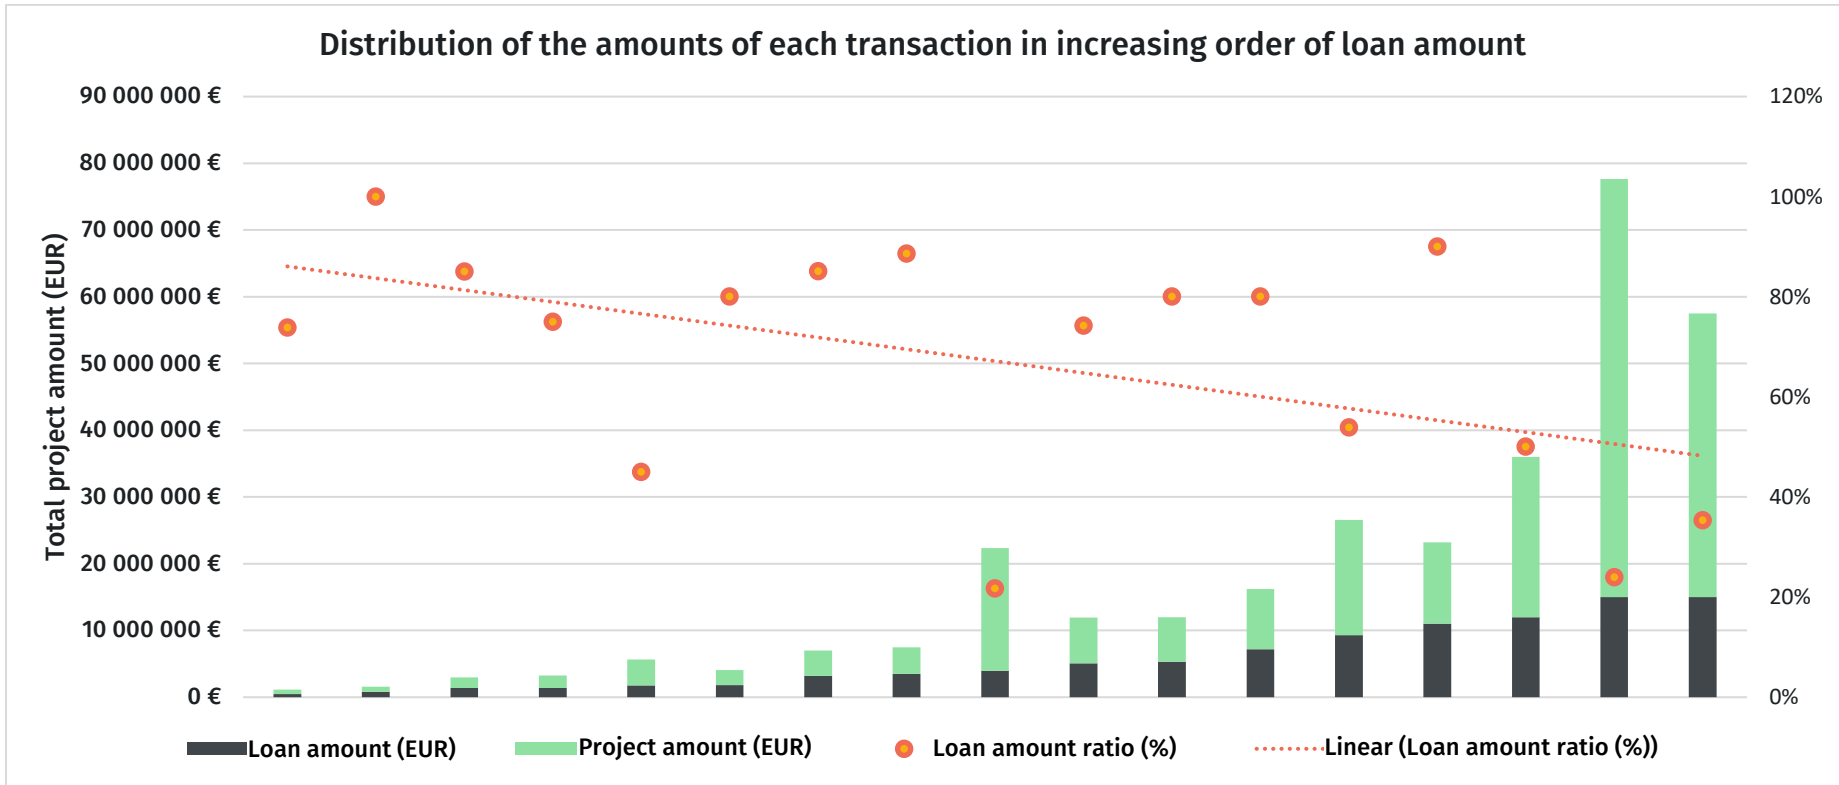 Distribution of the amounts of each transaction in increasing order of loan amount
Total project amount (EUR)
90 000 000 €
80 000 000 €
70 000 000 €
60 000 000 €
50 000 000 €
40 000 000 €
30 000 000 €
20 000 000 €
10 000 000 €
0 €
120%
100%
80%
60%
40%
20%
0%
Loan amount (EUR)
Project amount (EUR)
Loan amount ratio (%)
Linear (Loan amount ratio (%))